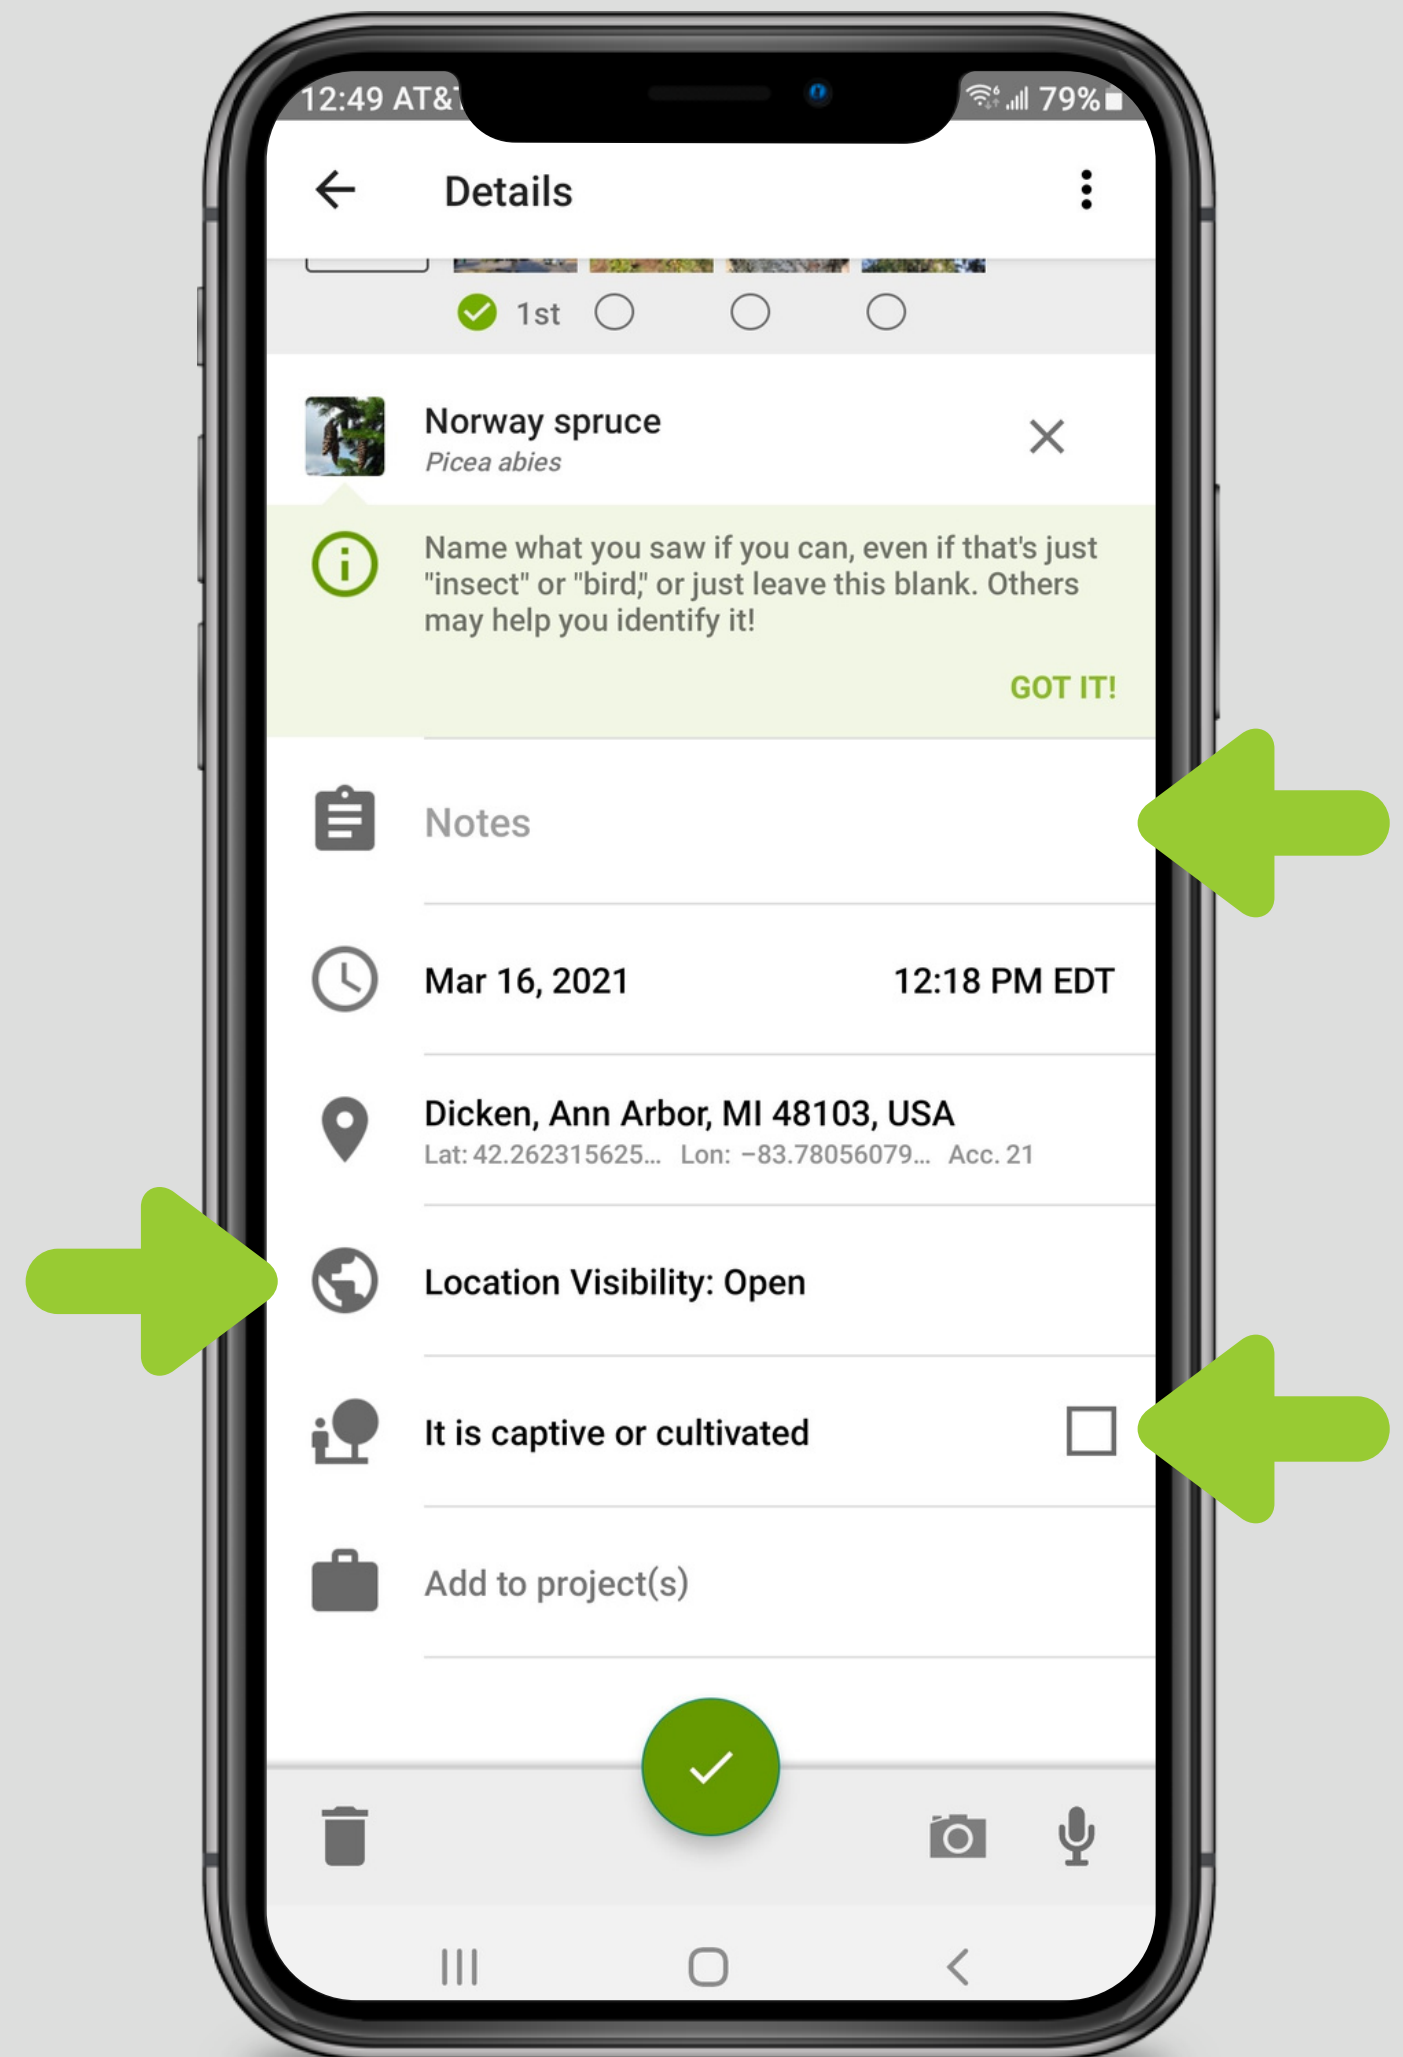 12:49 AT&T
79%
Details
1st
Norway spruce
Picea abies
Name what you saw if you can, even if that's just
"insect" or "bird," or just leave this blank. Others
may help you identify it!
GOT IT!
Notes
Mar 16, 2021 12:18 PM EDT
Dicken, Ann Arbor, MI 48103, USA
Lat: 42.262315625... Lon: −83.78056079... Acc. 21
Location Visibility: Open
It is captive or cultivated
Add to project(s)